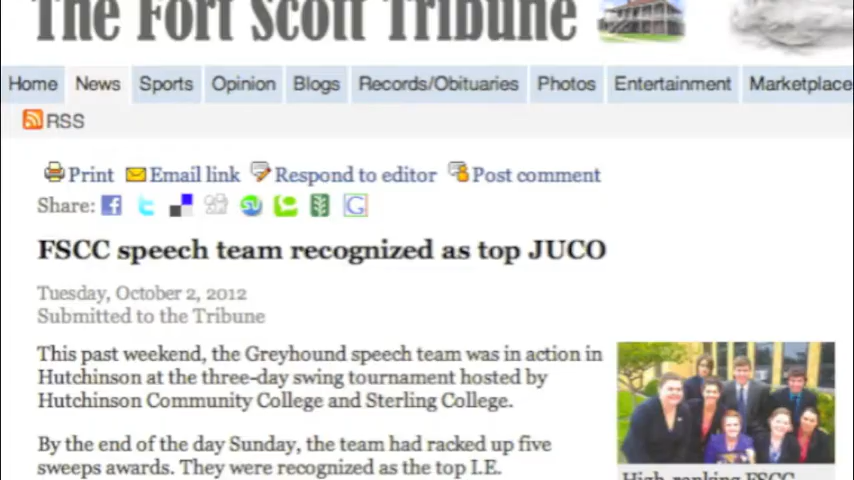 The Fort Scott Tribune
Home News Sports Opinion Blogs Records/Obituaries Photos Entertainment Marketplace
RSS
Print Email link Respond to editor Post comment
Share:
FSCC speech team recognized as top JUCO
Tuesday, October 2, 2012
Submitted to the Tribune
This past weekend, the Greyhound speech team was in action in
Hutchinson at the three-day swing tournament hosted by
Hutchinson Community College and Sterling College.
By the end of the day Sunday, the team had racked up five
sweeps awards. They were recognized as the top I.E.
High-ranking FSCC